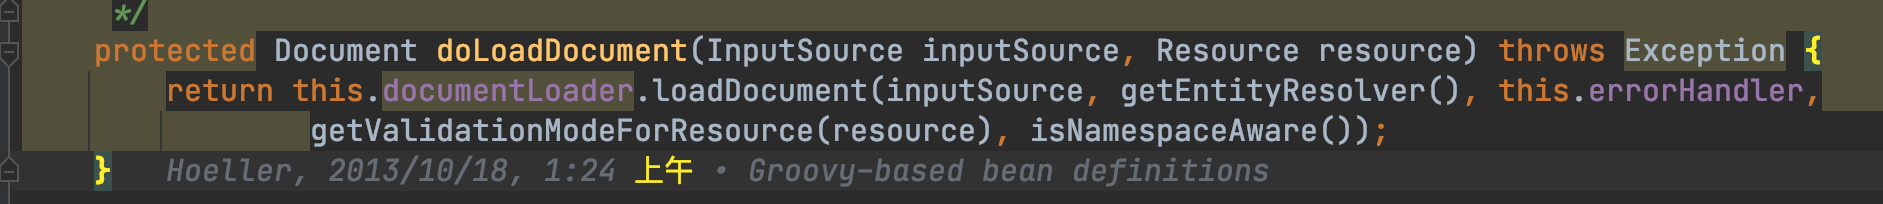 */
protected Document doLoadDocument(InputSource inputSource, Resource resource) throws Exception {
return this.documentLoader.loadDocument(inputSource, getEntityResolver(), this.errorHandler,
getValidationModeForResource(resource), isNamespaceAware());
} Hoeller, 2013/10/18, 1:24 上午 • Groovy-based bean definitions